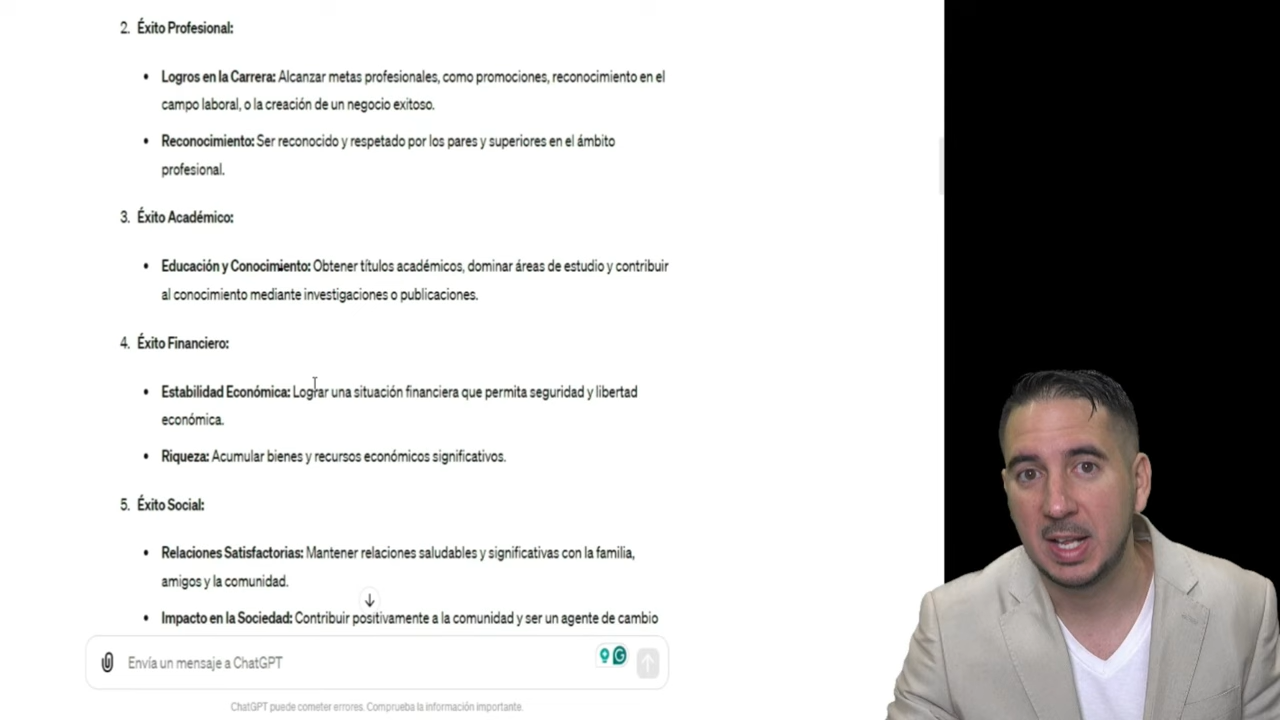 2. Éxito Profesional:
• Logros en la Carrera: Alcanzar metas profesionales, como promociones, reconocimiento en el
campo laboral, o la creación de un negocio exitoso.
• Reconocimiento: Ser reconocido y respetado por los pares y superiores en el ámbito
profesional.
3. Éxito Académico:
• Educación y Conocimiento: Obtener títulos académicos, dominar áreas de estudio y contribuir
al conocimiento mediante investigaciones o publicaciones.
4. Éxito Financiero:
• Estabilidad Económica: Lograr una situación financiera que permita seguridad y libertad
económica.
• Riqueza: Acumular bienes y recursos económicos significativos.
5. Éxito Social:
• Relaciones Satisfactorias: Mantener relaciones saludables y significativas con la familia,
amigos y la comunidad.
• Impacto en la Sociedad: Contribuir positivamente a la comunidad y ser un agente de cambio
Envía un mensaje a ChatGPT
ChatGPT puede cometer errores. Comprueba la información importante.